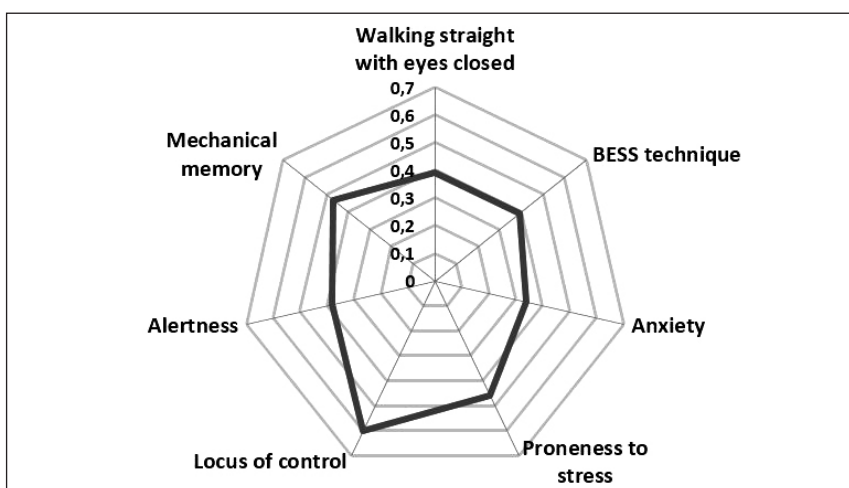 Walking straight
with eyes closed
0,7
0,6
0,5
0,4
0,3
0,2
0,1
0
BESS technique
Anxiety
Proneness to
stress
Locus of control
Alertness
Mechanical
memory